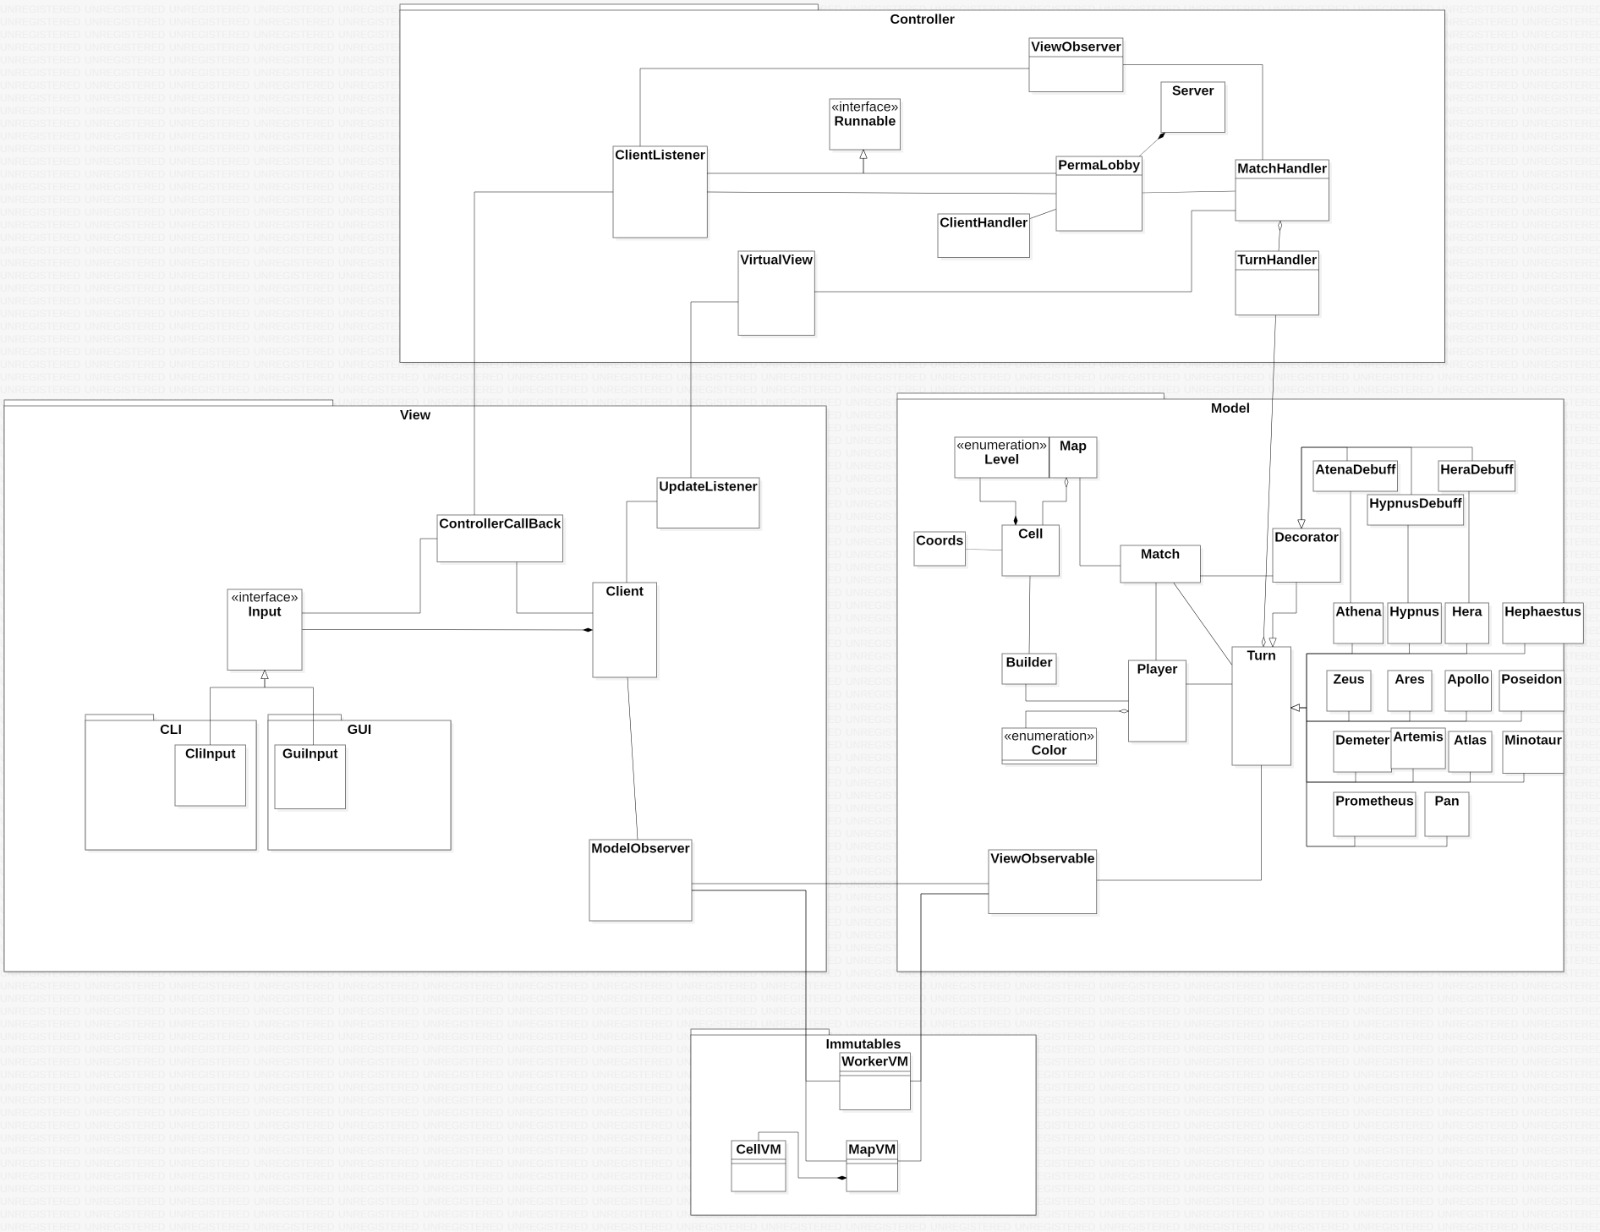 Controller
ViewObserver
Server
«interface»
Runnable
ClientListener
PermaLobby
MatchHandler
ClientHandler
VirtualView
TurnHandler
View
UpdateListener
ControllerCallBack
Client
«interface»
Input
CLI
GUI
CliInput
GuiInput
ModelObserver
Model
«enumeration»
Level
Map
AtenaDebuff
HeraDebuff
HypnusDebuff
Coords
Cell
Match
Decorator
Athena
Hypnus
Hera
Hephaestus
Builder
Player
Turn
Zeus
Ares
Apollo
Poseidon
«enumeration»
Color
Demeter
Artemis
Atlas
Minotaur
Prometheus
Pan
ViewObservable
Immutables
WorkerVM
CellVM
MapVM